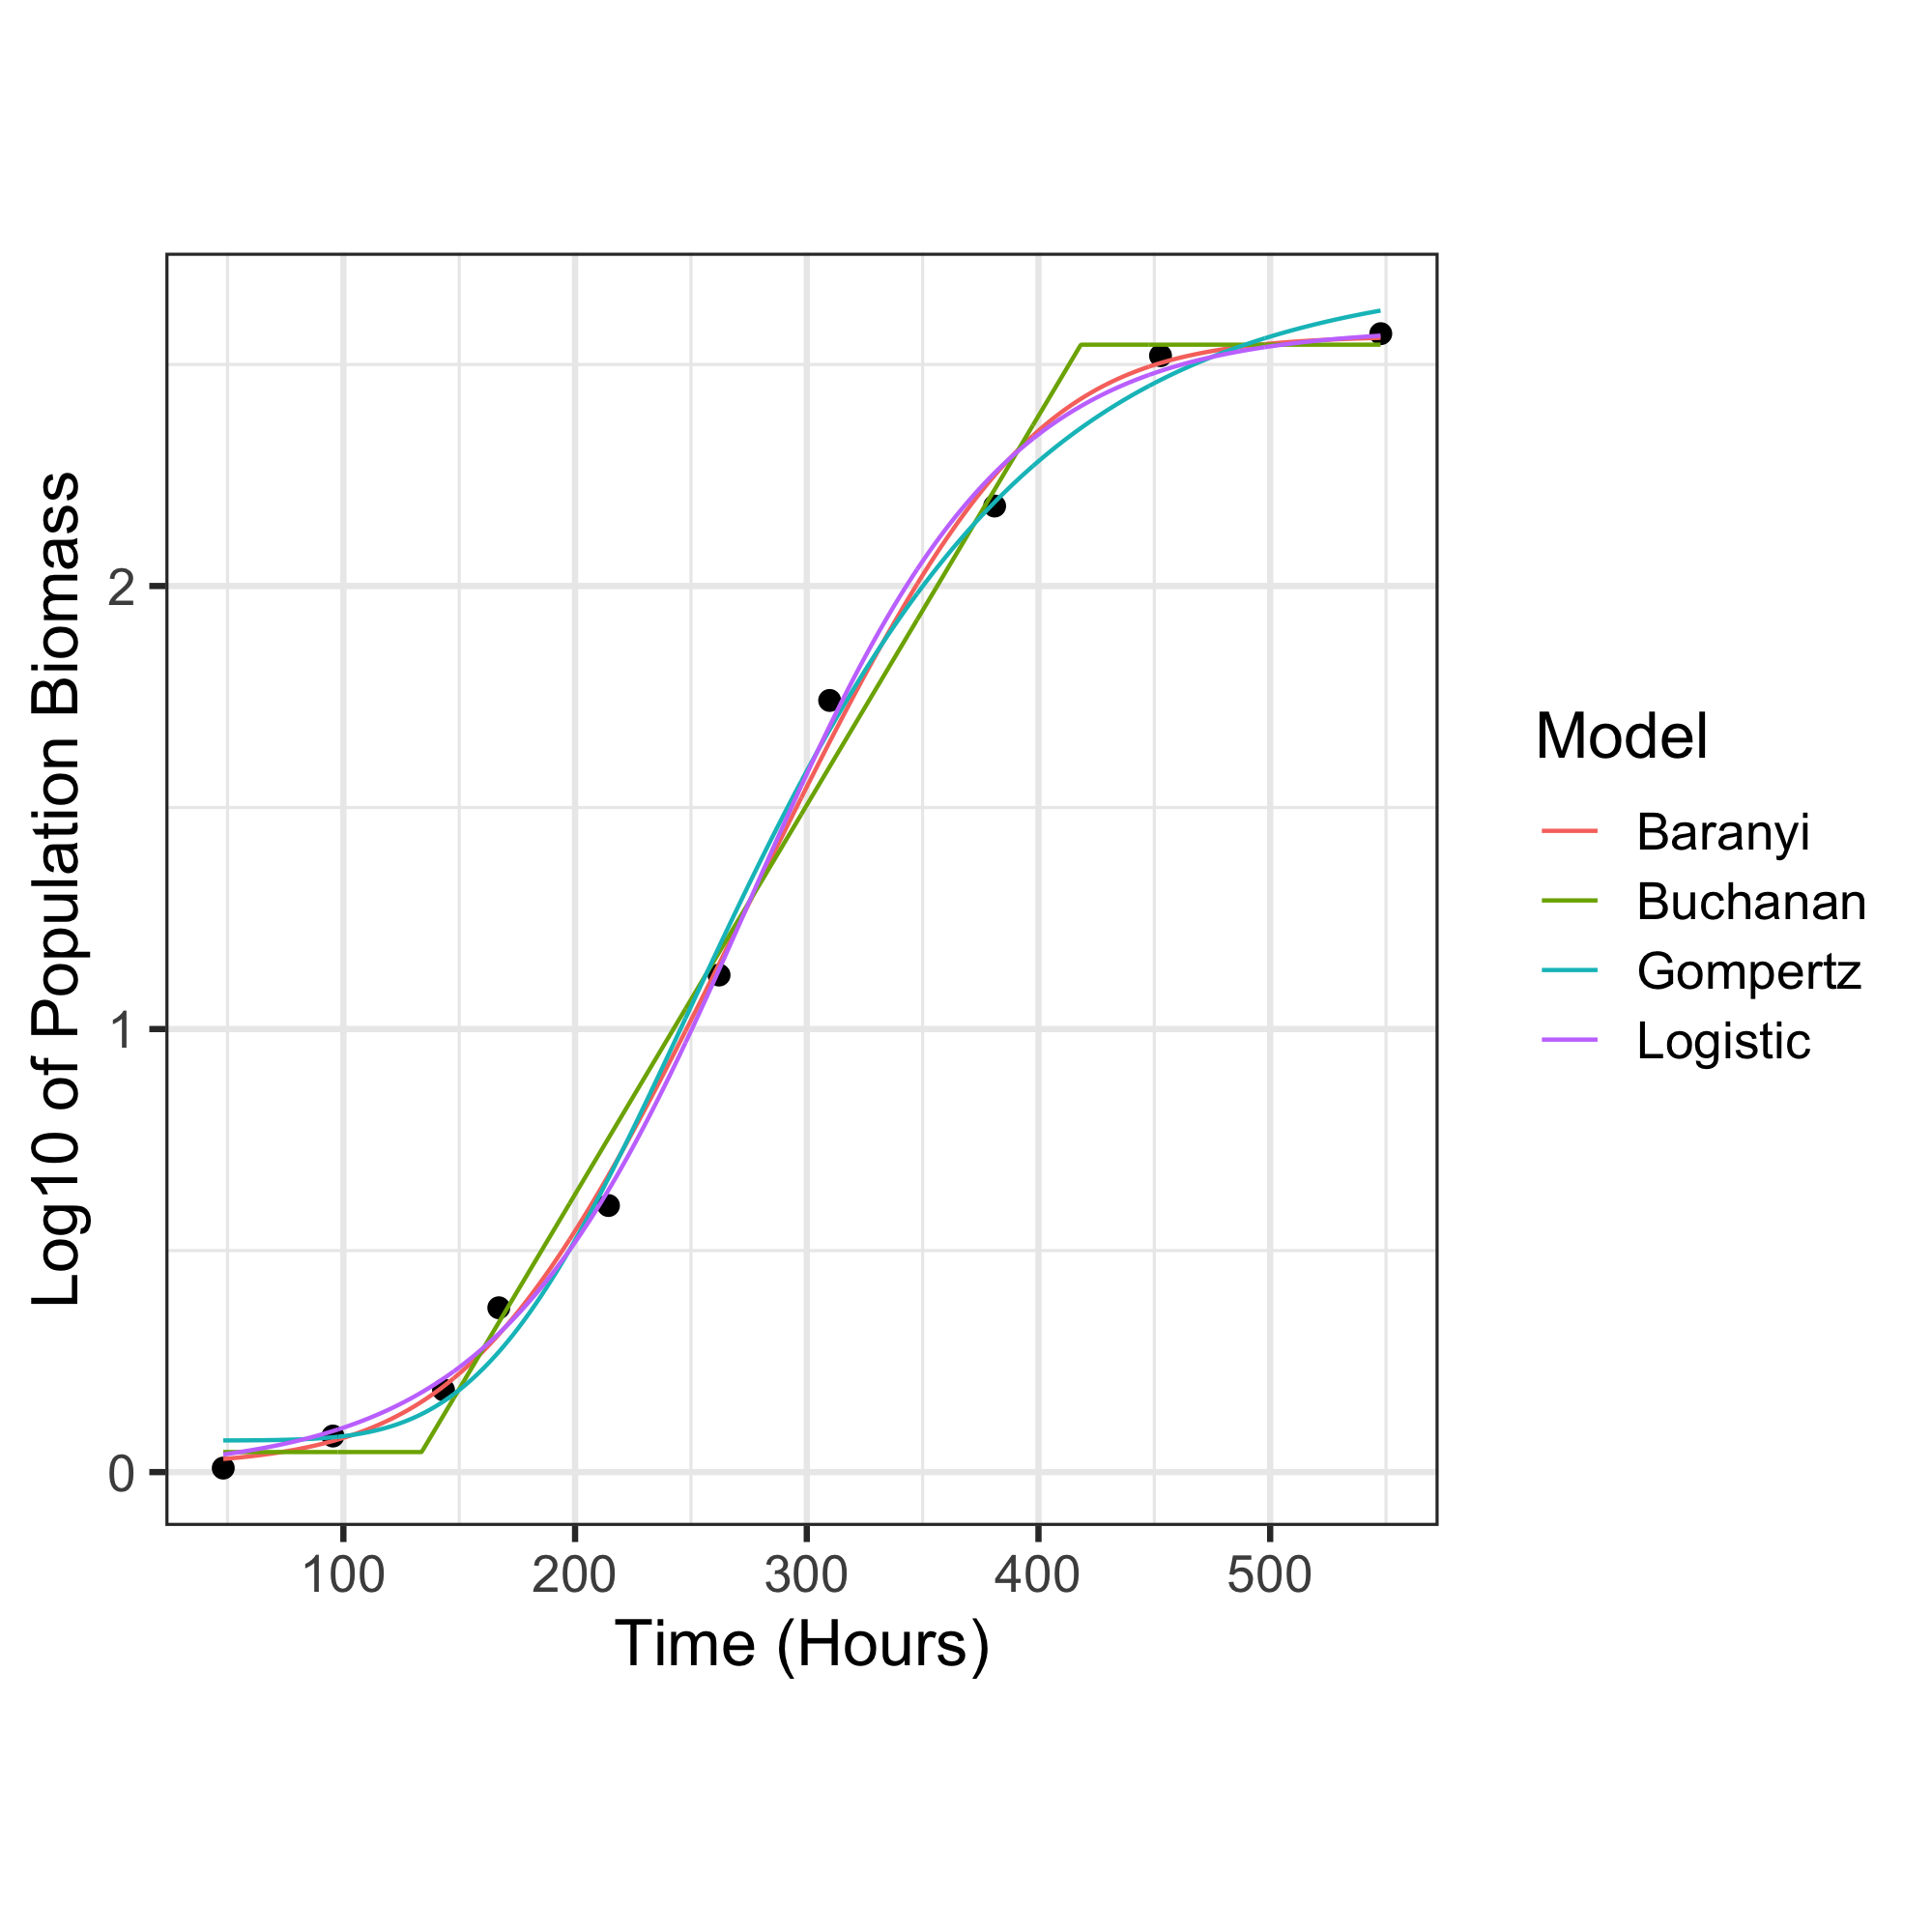 Log10 of Population Biomass
2
1
0
100 200 300 400 500
Time (Hours)
Model
Baranyi
Buchanan
Gompertz
Logistic